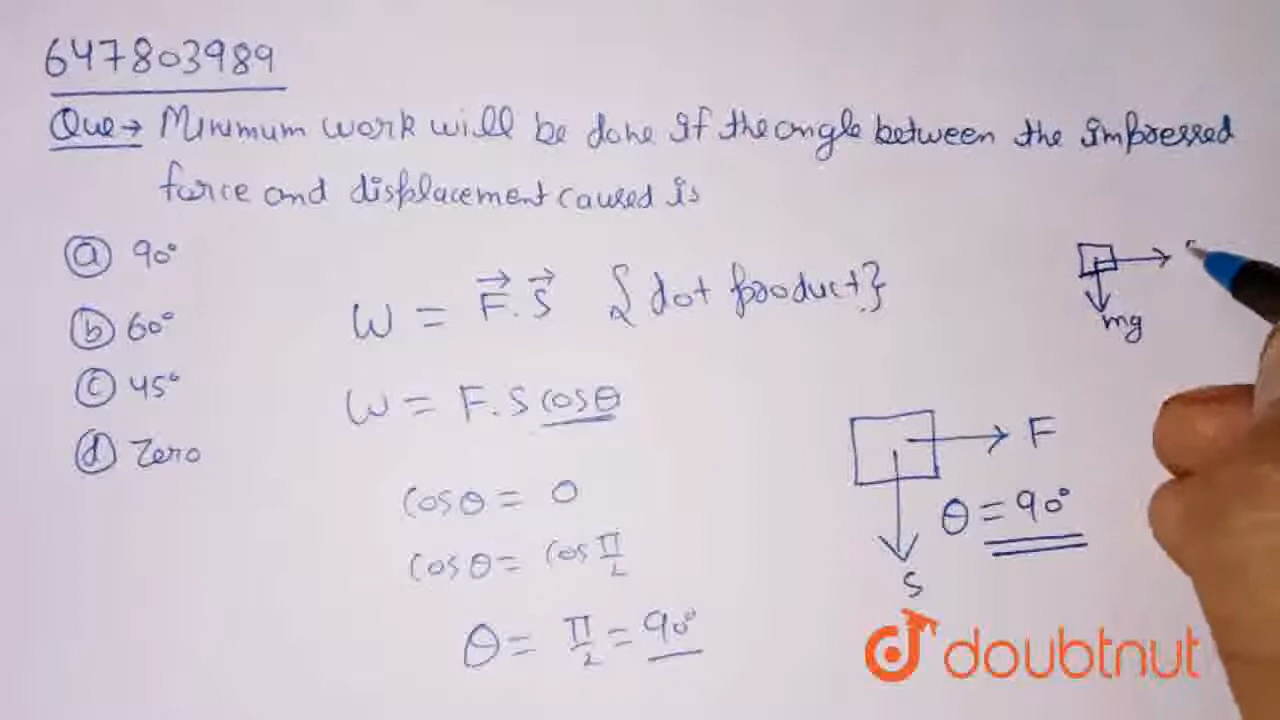 647803989
Que → Minimum work will be done if the angle between the impressed
force and displacement caused is
(a) 90°
(b) 60°
(c) 45°
(d) Zero
W = F⃗.S⃗ {dot product}
W = F.S cosθ
cosθ = 0
cosθ = cos π/2
θ = π/2 = 90°
mg
F
θ = 90°
S
doubtnut